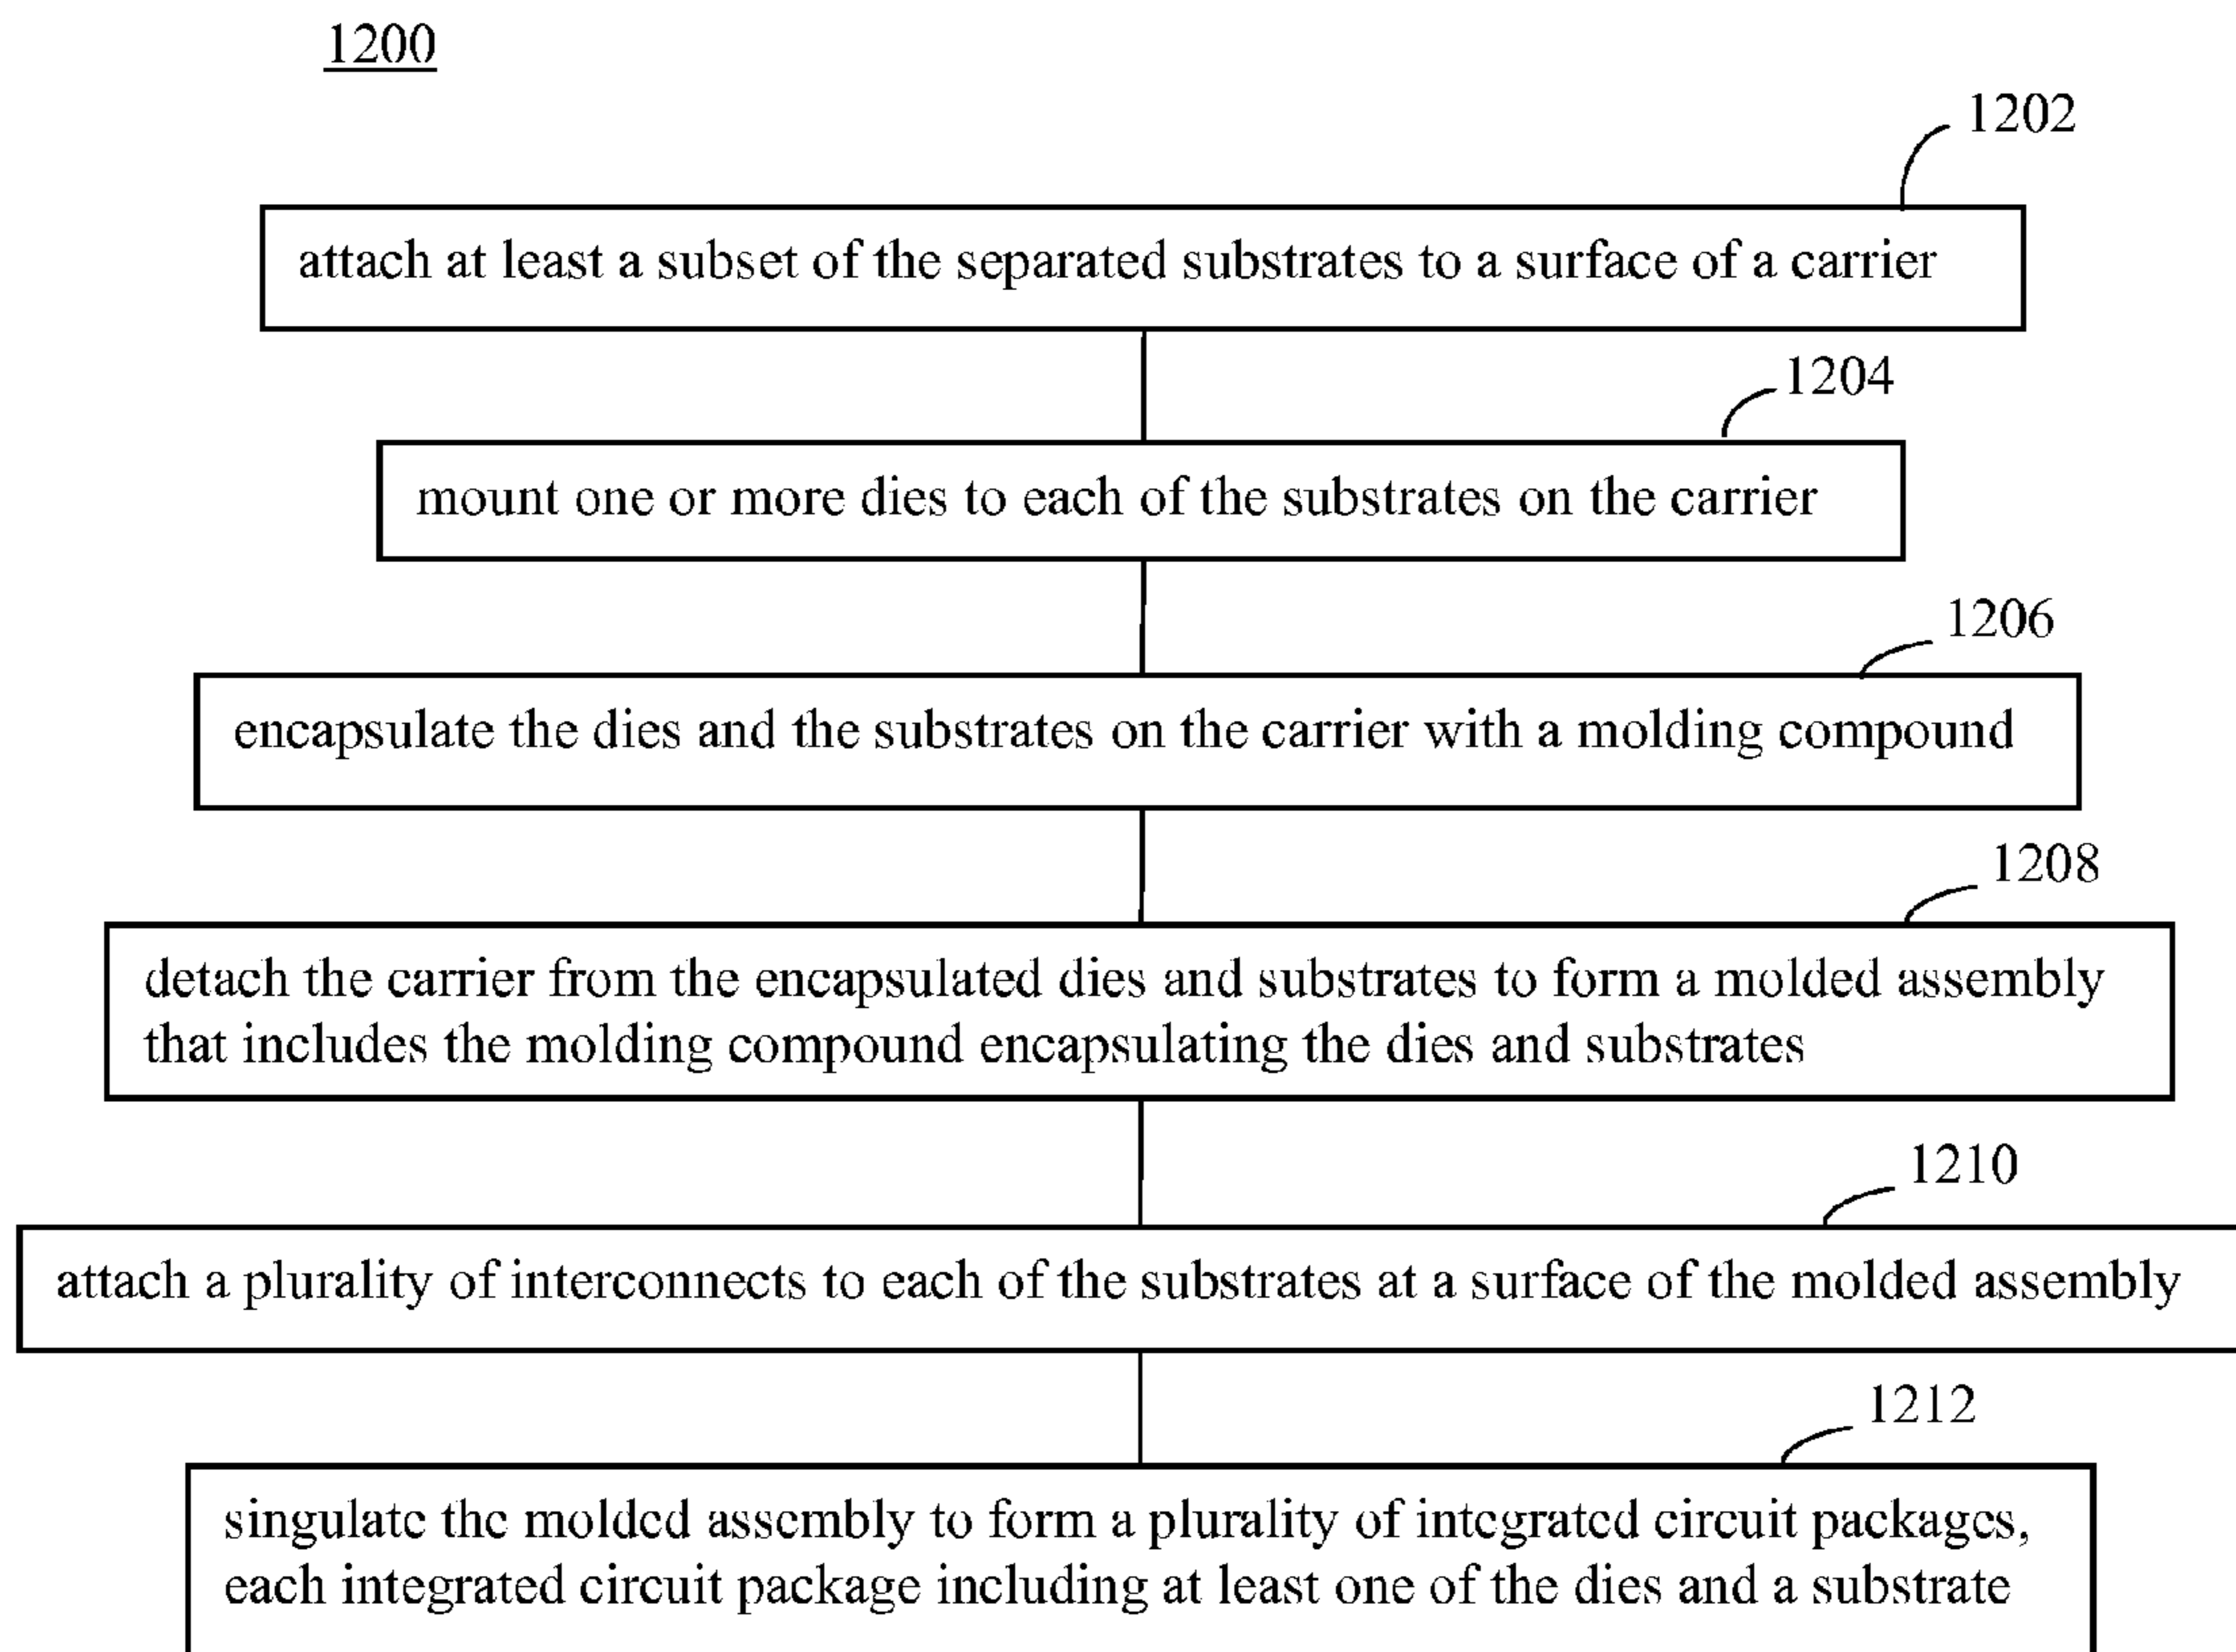 1200
1202
attach at least a subset of the separated substrates to a surface of a carrier
1204
mount one or more dies to each of the substrates on the carrier
1206
encapsulate the dies and the substrates on the carrier with a molding compound
1208
detach the carrier from the encapsulated dies and substrates to form a molded assembly
that includes the molding compound encapsulating the dies and substrates
1210
attach a plurality of interconnects to each of the substrates at a surface of the molded assembly
1212
singulate the molded assembly to form a plurality of integrated circuit packages,
each integrated circuit package including at least one of the dies and a substrate